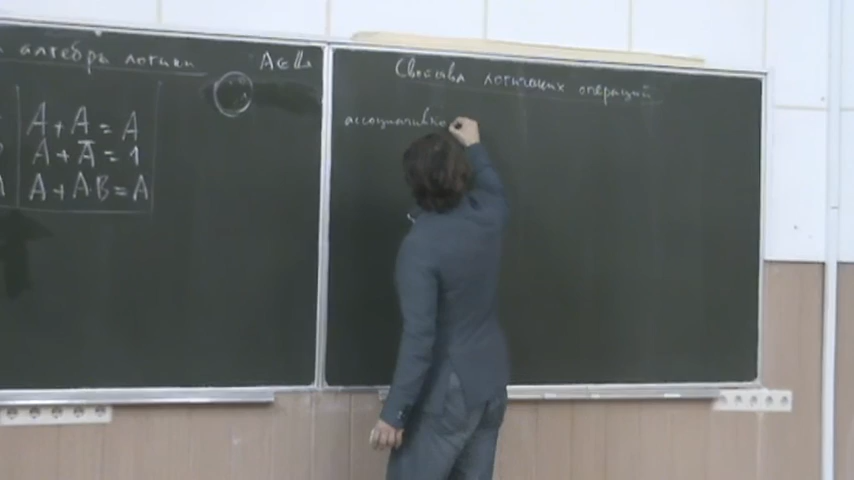 алгебры логики
A + A = A
A + A̅ = 1
A + AB = A
Свойства логических операций
ассоциативно